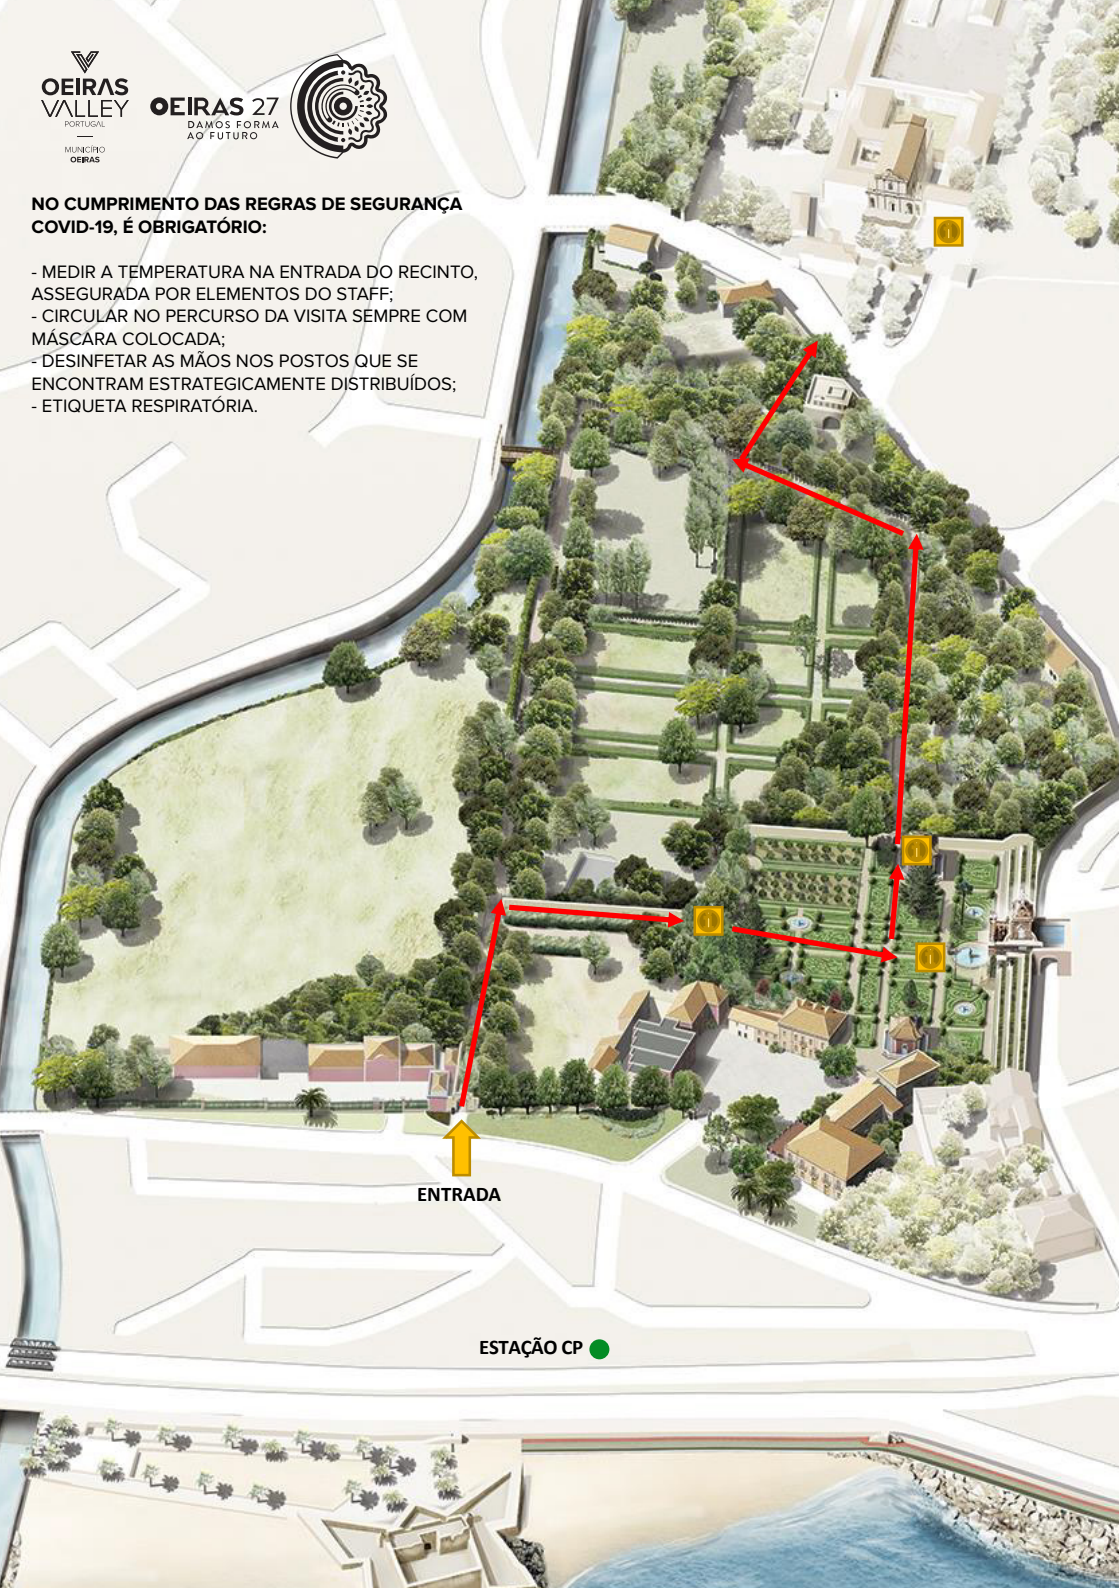 OEIRAS
VALLEY
PORTUGAL
MUNICÍPIO
OEIRAS
OEIRAS 27
DAMOS FORMA
AO FUTURO
NO CUMPRIMENTO DAS REGRAS DE SEGURANÇA
COVID-19, É OBRIGATÓRIO:
- MEDIR A TEMPERATURA NA ENTRADA DO RECINTO,
ASSEGURADA POR ELEMENTOS DO STAFF;
- CIRCULAR NO PERCURSO DA VISITA SEMPRE COM
MÁSCARA COLOCADA;
- DESINFETAR AS MÃOS NOS POSTOS QUE SE
ENCONTRAM ESTRATEGICAMENTE DISTRIBUÍDOS;
- ETIQUETA RESPIRATÓRIA.
i
i
i
i
ENTRADA
ESTAÇÃO CP